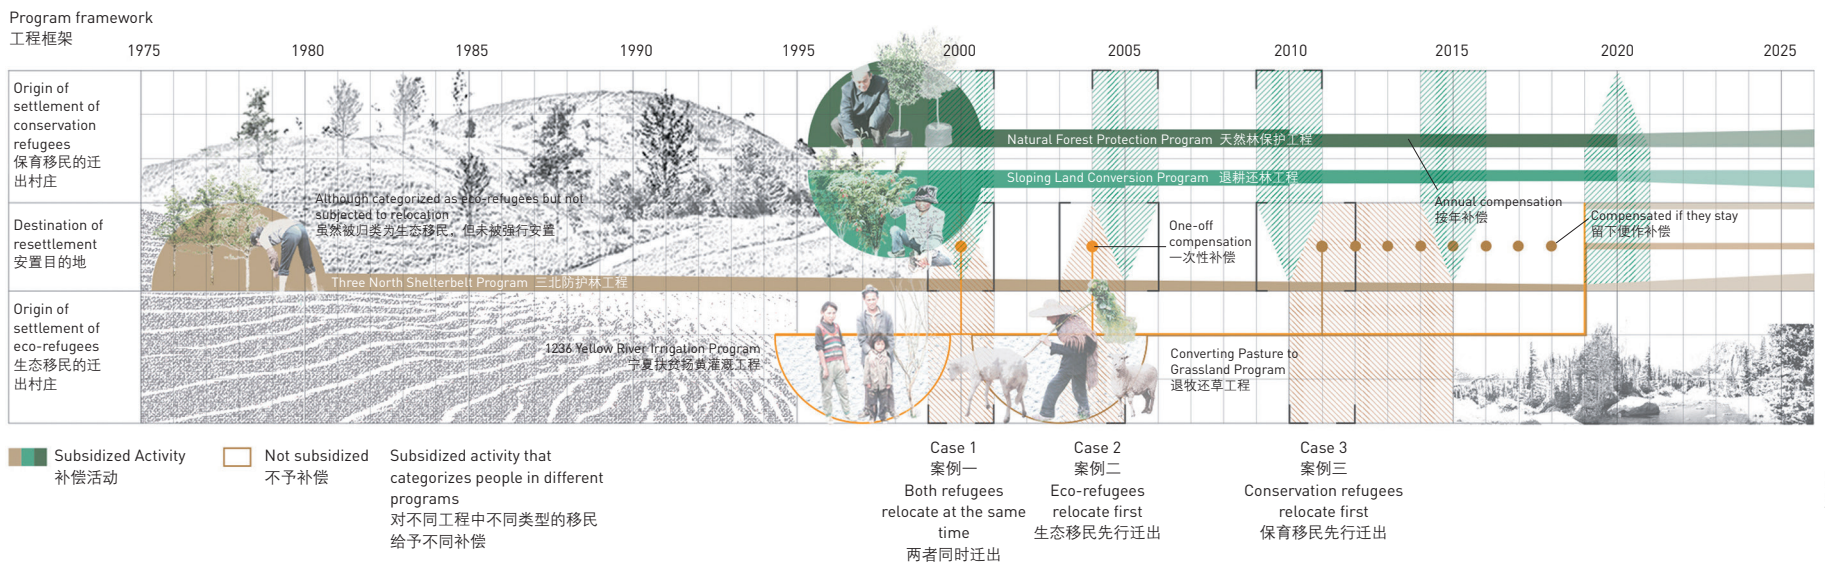 Program framework
工程框架
1975
1980
1985
1990
1995
2000
2005
2010
2015
2020
2025
Origin of
settlement of
conservation
refugees
保育移民的迁
出村庄
Natural Forest Protection Program 天然林保护工程
Sloping Land Conversion Program 退耕还林工程
Annual compensation
按年补偿
Although categorized as eco-refugees but not
subjected to relocation
虽然被归类为生态移民，但未被强行安置
Destination of
resettlement
安置目的地
One-off
compensation
一次性补偿
Compensated if they stay
留下便作补偿
Three North Shelterbelt Program 三北防护林工程
Origin of
settlement of
eco-refugees
生态移民的迁
出村庄
1236 Yellow River Irrigation Program
宁夏扶贫扬黄灌溉工程
Converting Pasture to
Grassland Program
退牧还草工程
Subsidized Activity
补偿活动
Not subsidized
不予补偿
Subsidized activity that
categorizes people in different
programs
对不同工程中不同类型的移民
给予不同补偿
Case 1
案例一
Both refugees
relocate at the same
time
两者同时迁出
Case 2
案例二
Eco-refugees
relocate first
生态移民先行迁出
Case 3
案例三
Conservation refugees
relocate first
保育移民先行迁出